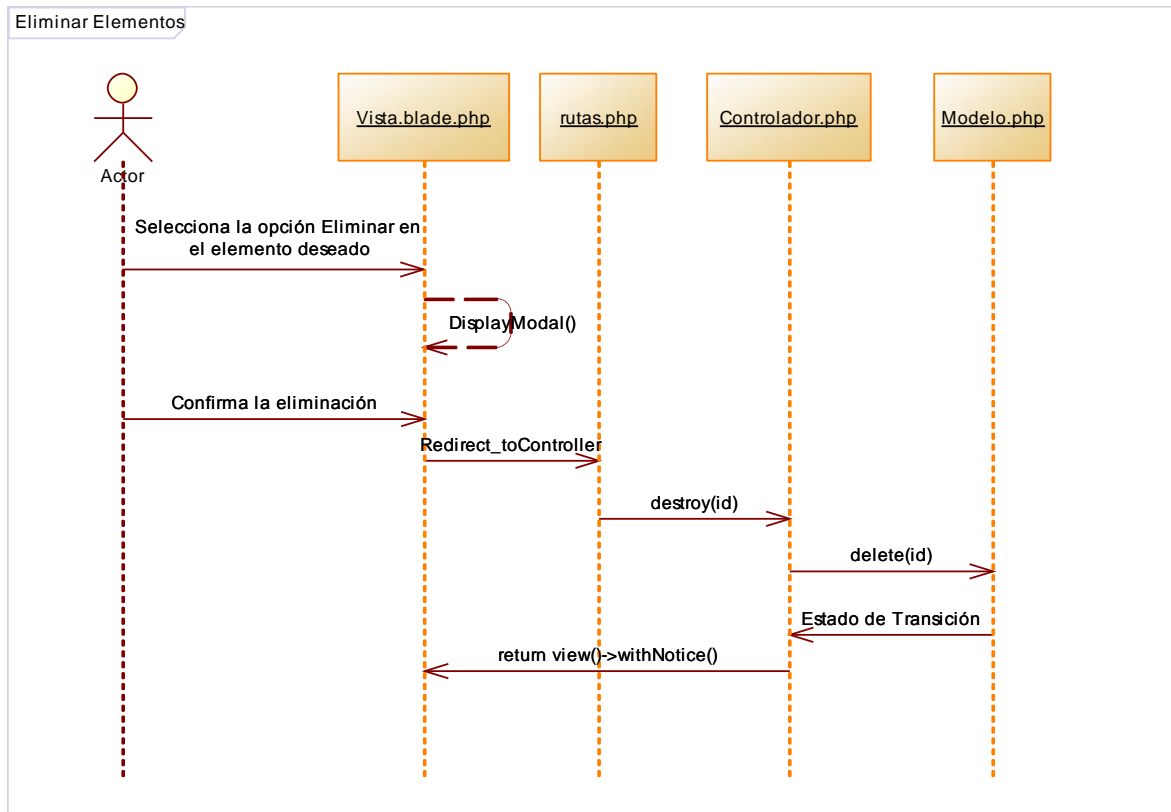 Eliminar Elementos
Vista.blade.php
rutas.php
Controlador.php
Modelo.php
Actor
Selecciona la opción Eliminar en
el elemento deseado
DisplayModal()
Confirma la eliminación
Redirect_toController
destroy(id)
delete(id)
Estado de Transición
return view()->withNotice()